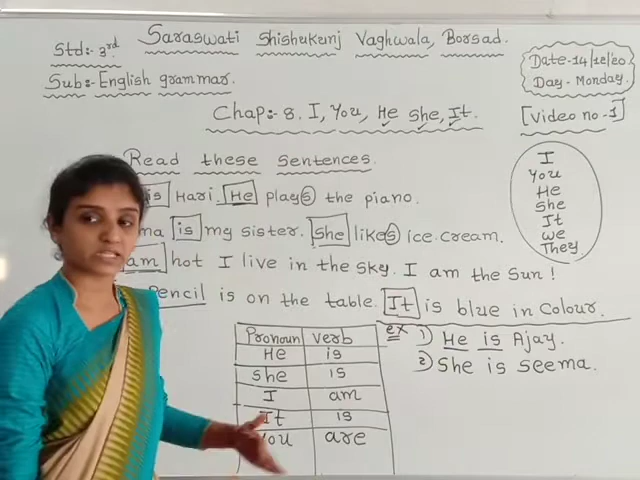 Saraswati Shishukunj Vaghwala, Borsad.
Std:- 3rd
Sub:- English grammar.
Date-14/12/20
Day- Monday.
Chap:- 8. I, You, He she, It.
[Video no-1]
Read these sentences.
is Hari. He plays the piano.
ma is my sister. She likes ice.cream.
am hot I live in the sky. I am the Sun!
Pencil is on the table. It is blue in Colour.
I
You
He
She
It
we
They
Pronoun verb
He is
she is
I am
It is
You are
ex 1) He is Ajay.
2) She is seema.